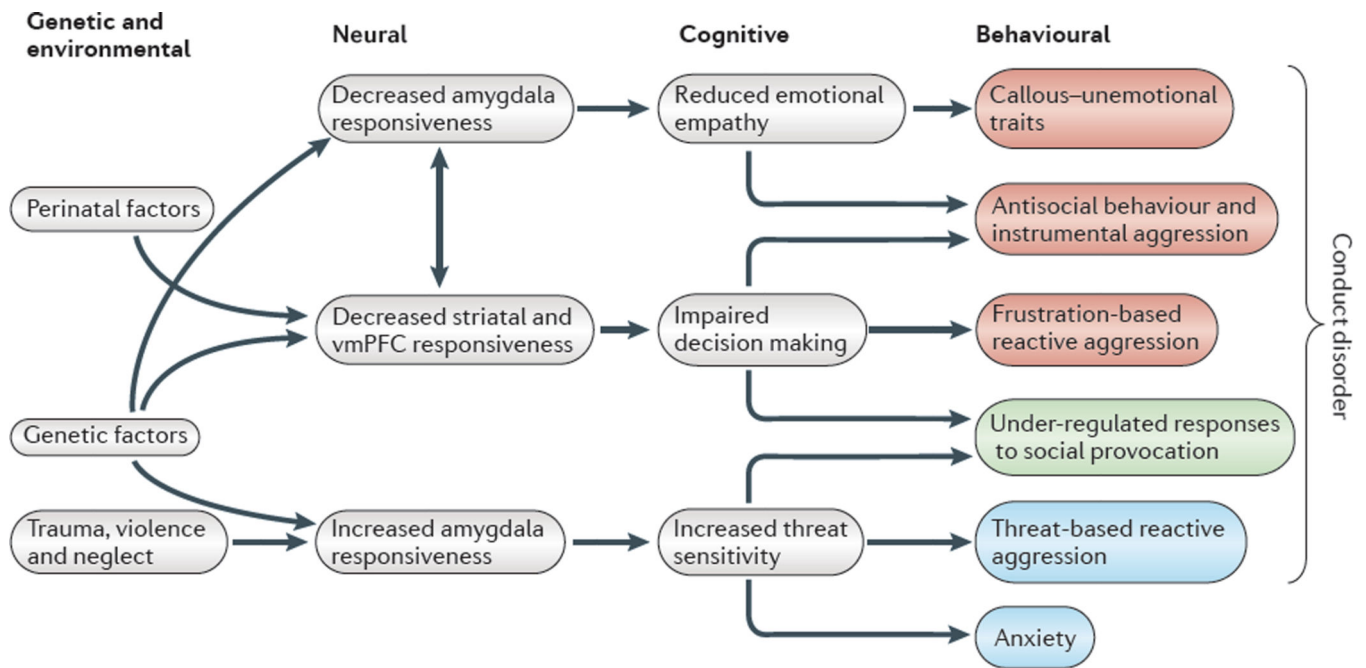 Genetic and
environmental
Neural
Cognitive
Behavioural
Decreased amygdala
responsiveness
Reduced emotional
empathy
Callous–unemotional
traits
Perinatal factors
Antisocial behaviour and
instrumental aggression
Decreased striatal and
vmPFC responsiveness
Impaired
decision making
Frustration-based
reactive aggression
Genetic factors
Under-regulated responses
to social provocation
Trauma, violence
and neglect
Increased amygdala
responsiveness
Increased threat
sensitivity
Threat-based reactive
aggression
Anxiety
Conduct disorder